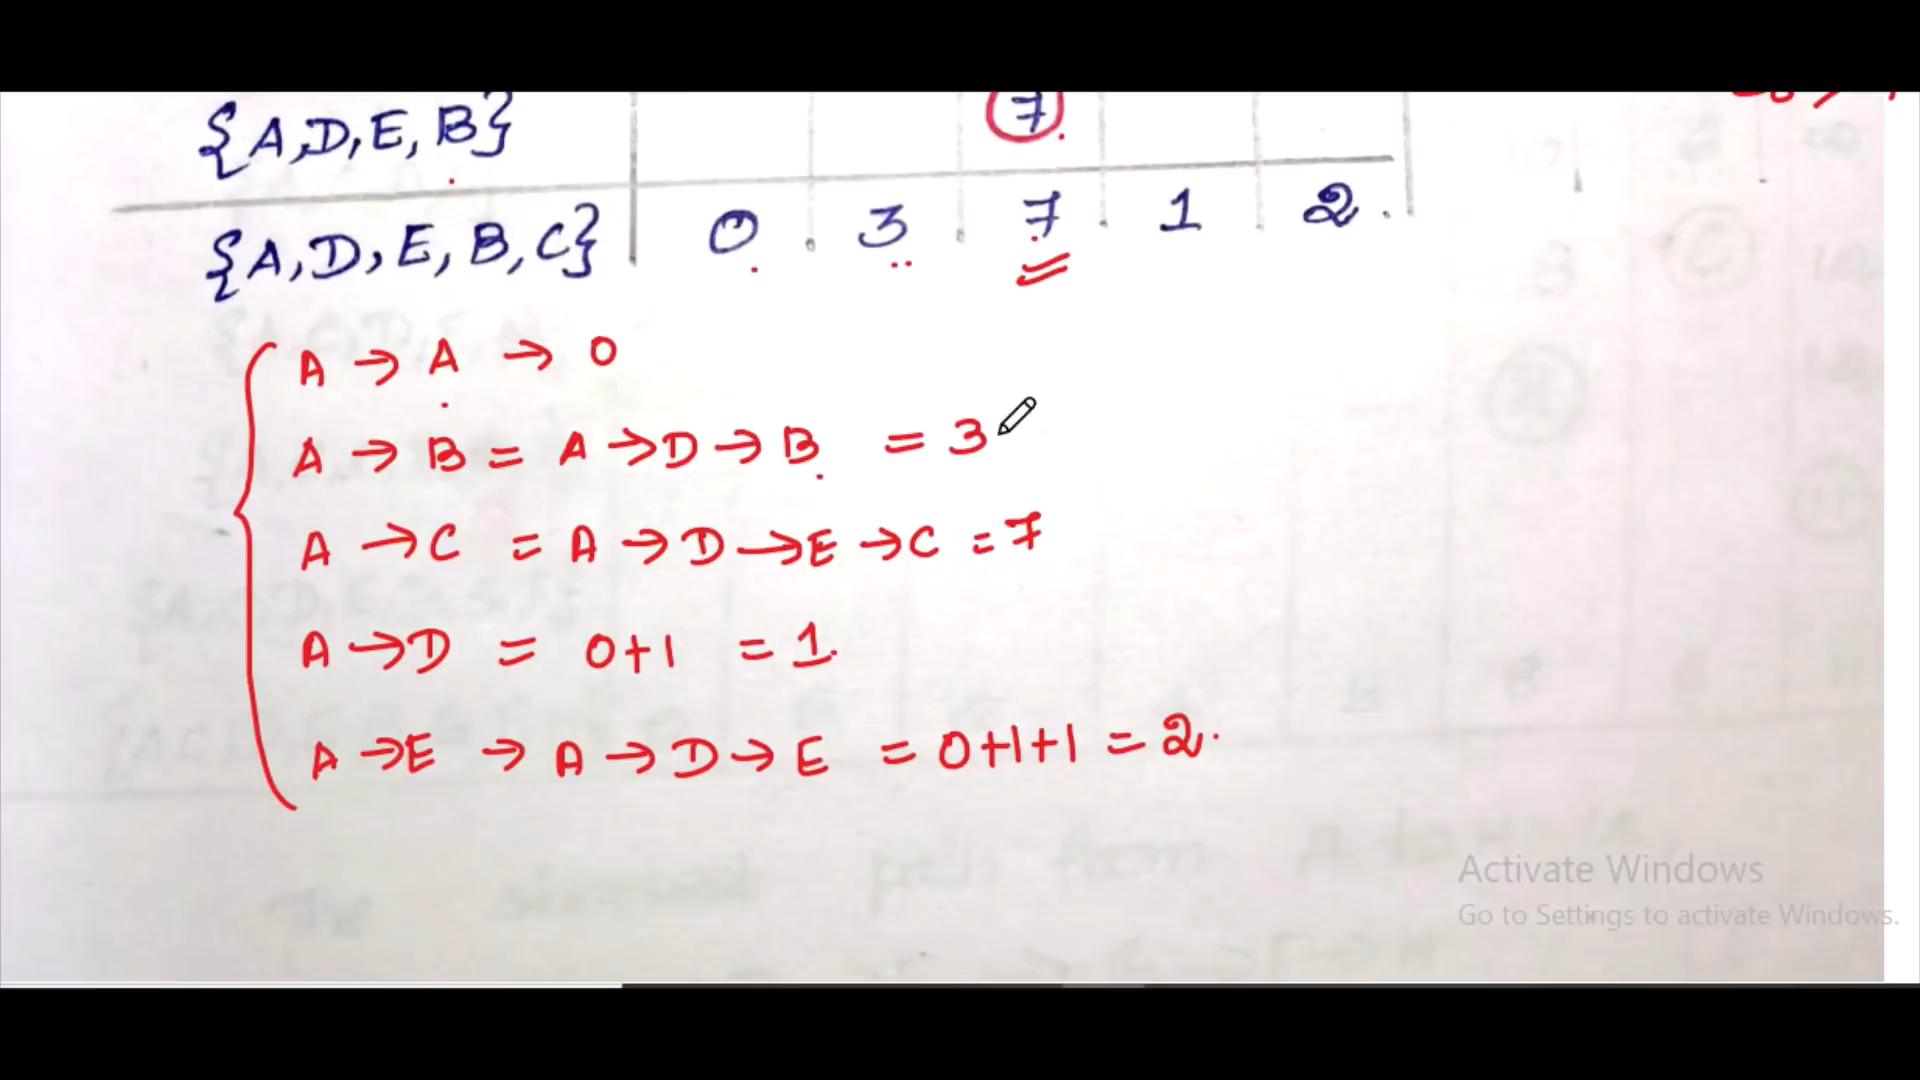 {A,D,E,B} 7
{A,D,E,B,C} 0 3 7 1 2
A → A → 0
A → B = A → D → B = 3
A → C = A → D → E → C = 7
A → D = 0+1 = 1.
A → E → A → D → E = 0+1+1 = 2.
Activate Windows
Go to Settings to activate Windows.